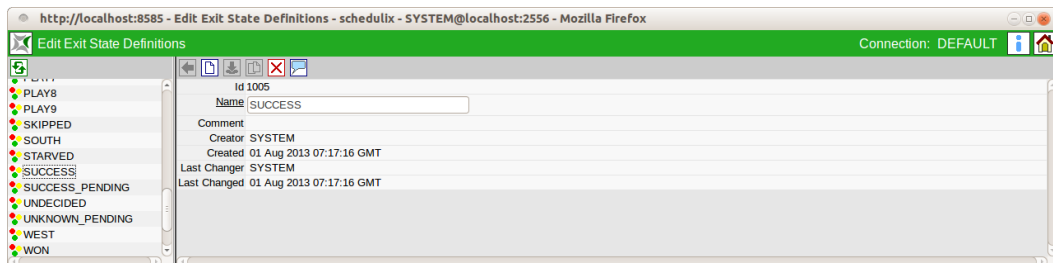 http://localhost:8585 - Edit Exit State Definitions - schedulix - SYSTEM@localhost:2556 - Mozilla Firefox
Edit Exit State Definitions Connection: DEFAULT
PLAY8
PLAY9
SKIPPED
SOUTH
STARVED
SUCCESS
SUCCESS_PENDING
UNDECIDED
UNKNOWN_PENDING
WEST
WON
Id 1005
Name SUCCESS
Comment
Creator SYSTEM
Created 01 Aug 2013 07:17:16 GMT
Last Changer SYSTEM
Last Changed 01 Aug 2013 07:17:16 GMT